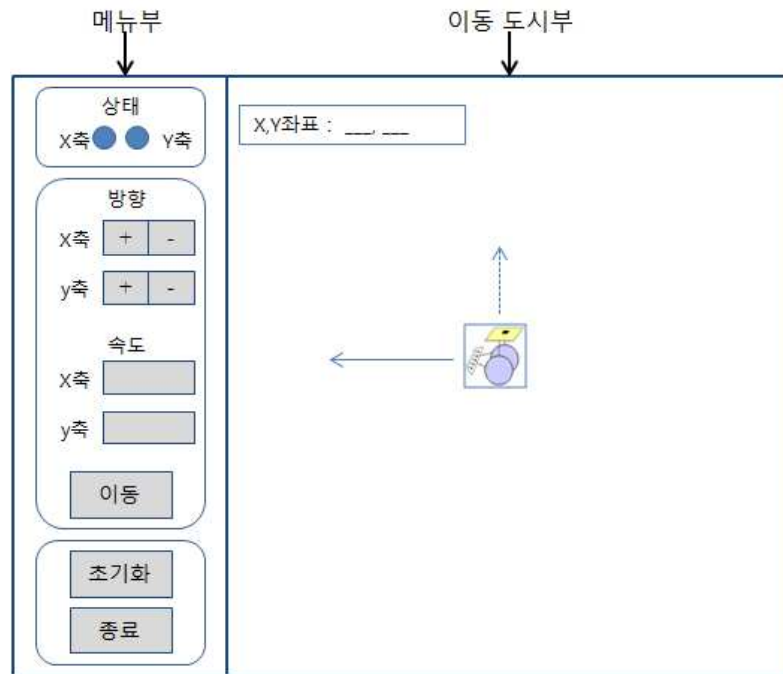 메뉴부
이동 도시부
상태
X축 Y축
X,Y좌표 : ___, ___
방향
X축 + -
y축 + -
속도
X축
y축
이동
초기화
종료